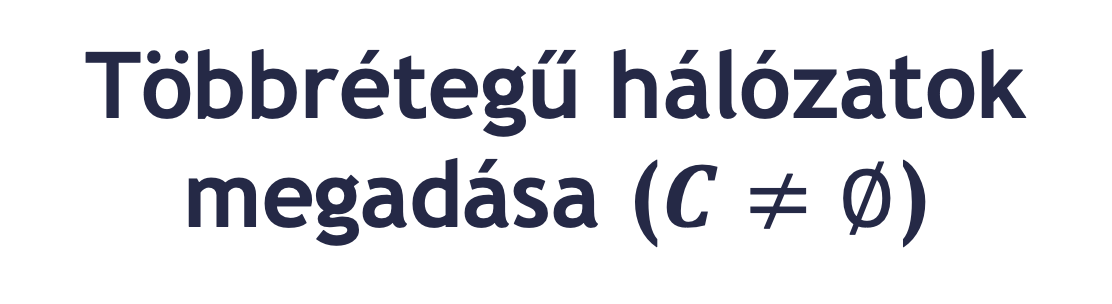 Többrétegű hálózatok
megadása (C ≠ ∅)